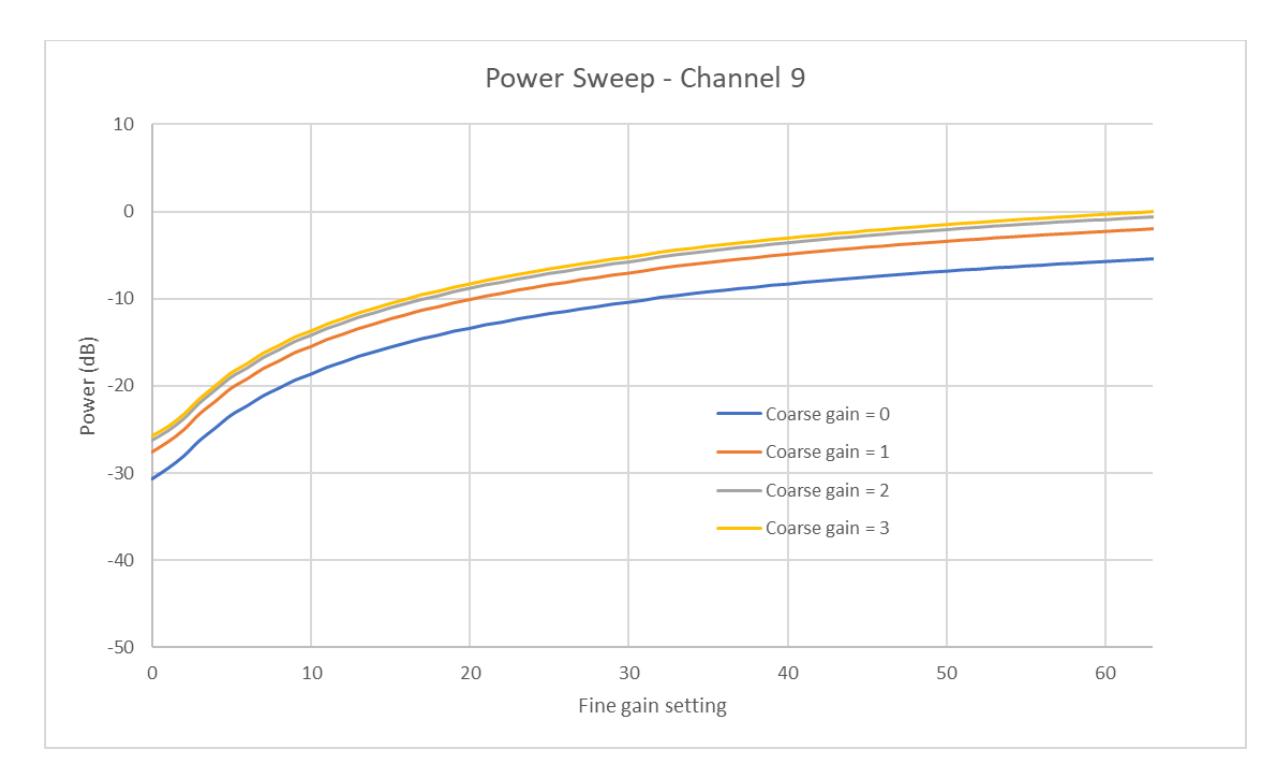 Power Sweep - Channel 9
10
0
-10
-20
-30
-40
-50
Power (dB)
Coarse gain = 0
Coarse gain = 1
Coarse gain = 2
Coarse gain = 3
0 10 20 30 40 50 60
Fine gain setting